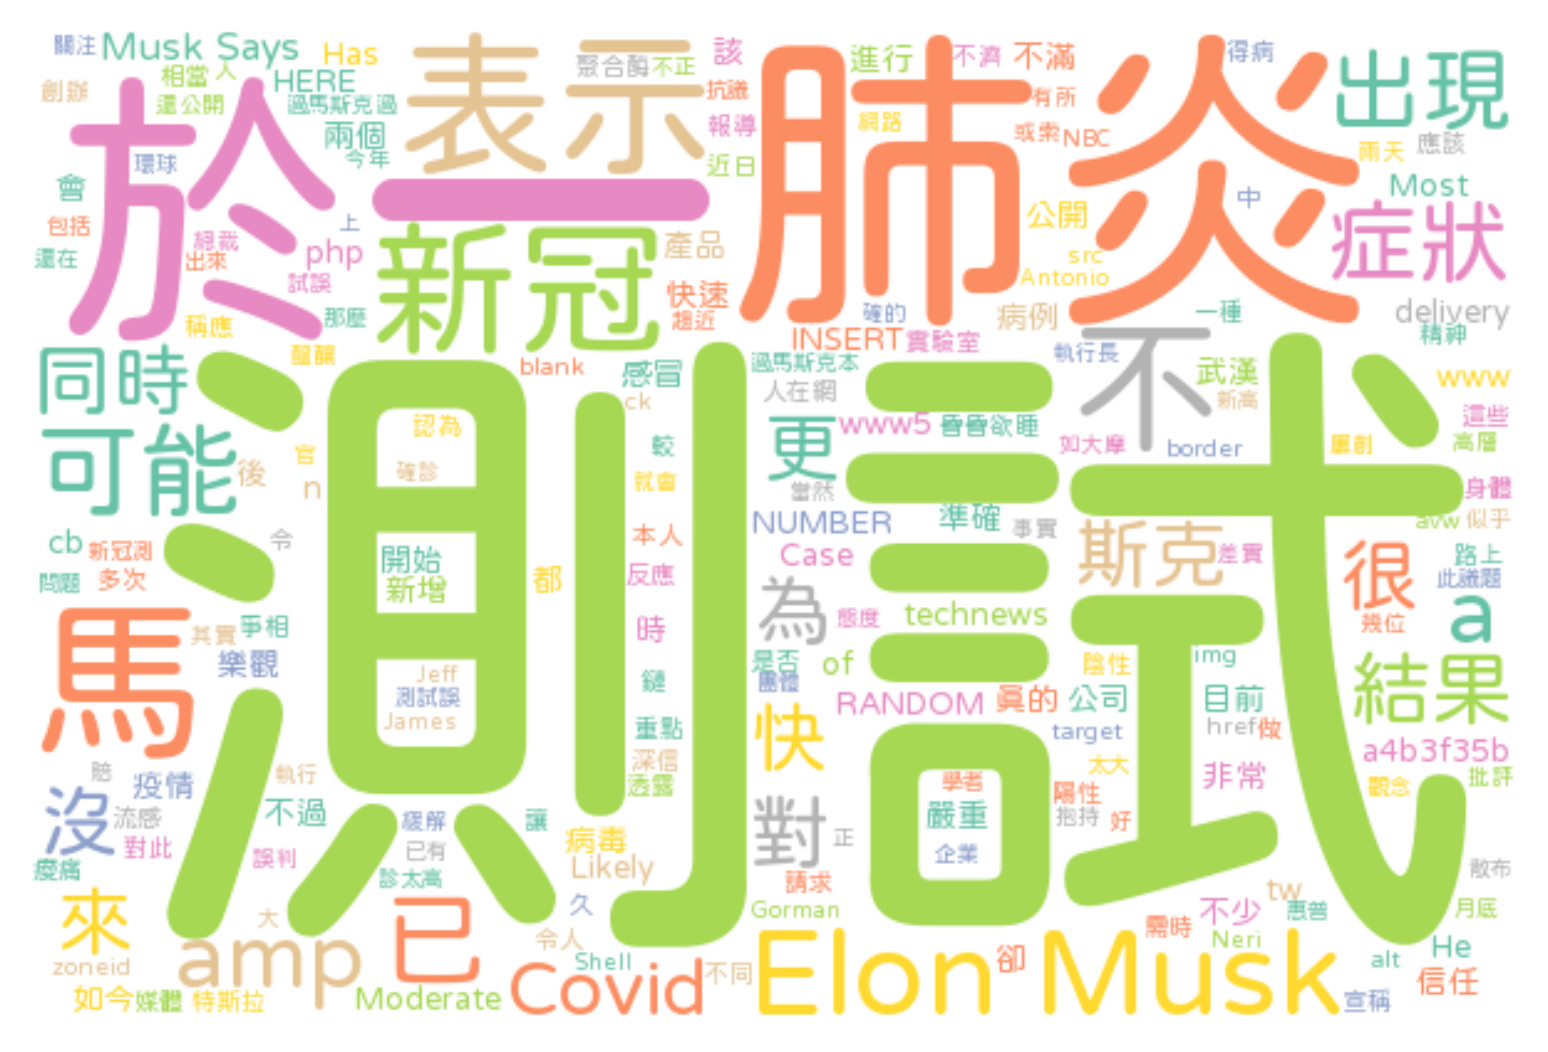 關注 Musk Says Has
相當 人 HERE
創辦 還公開 過馬斯克過
兩個
今年
於 表示
聚合酶 不正
該 進行 不濟 不滿 得病
抗議 有所
報導 網路 或索 NBC
近日
肺炎 出現
雨天 應該
環球
會 Most
包括 總裁 上
還在 出來 php
試誤
一
新冠 產品 公開 中 症狀
src
Antonio
稱應 那麼 快速
趨近
確的 病例 一種 delivery
精神
INSERT 實驗室
醞釀 blank 感冒 過馬斯克本 執行長 不 武漢 www
同時 ck 人在網 新高 這些
可能 認為 較 更 www5 昏昏欲睡 如大摩 border 屢創 高層
官
後 n 確診 就會 當然 身體
測試
NUMBER 準確 事實 avw 似乎
cb 新冠測 令 本人 Case 斯克 差實 很 路上
問題 多次 開始 都 反應 此議題
新增
馬 其實 爭相 時 為 態度 technews 幾位 a
樂觀 Jeff 鏈 是否 of 陰性 img 結果
測試誤 團體
James 重點 RANDOM 真的 公司 目前
快 target href 做
賠 疫情 執行 深信 太大 非常 a4b3f35b
透露 學者 陽性 觀念 批評
沒 流感 不過 緩解 讓 對 嚴重 抱持 好
對此 誤判 已有 病毒 正 企業
痠痛 診太高 Likely 請求 散布
來 大 已 久 Gorman tw
不少 惠普 月底
令人 需時 Neri
zoneid amp Shell Covid 不同 Elon Musk 卻 alt He
如今 媒體 特斯拉 Moderate 宣稱 信任